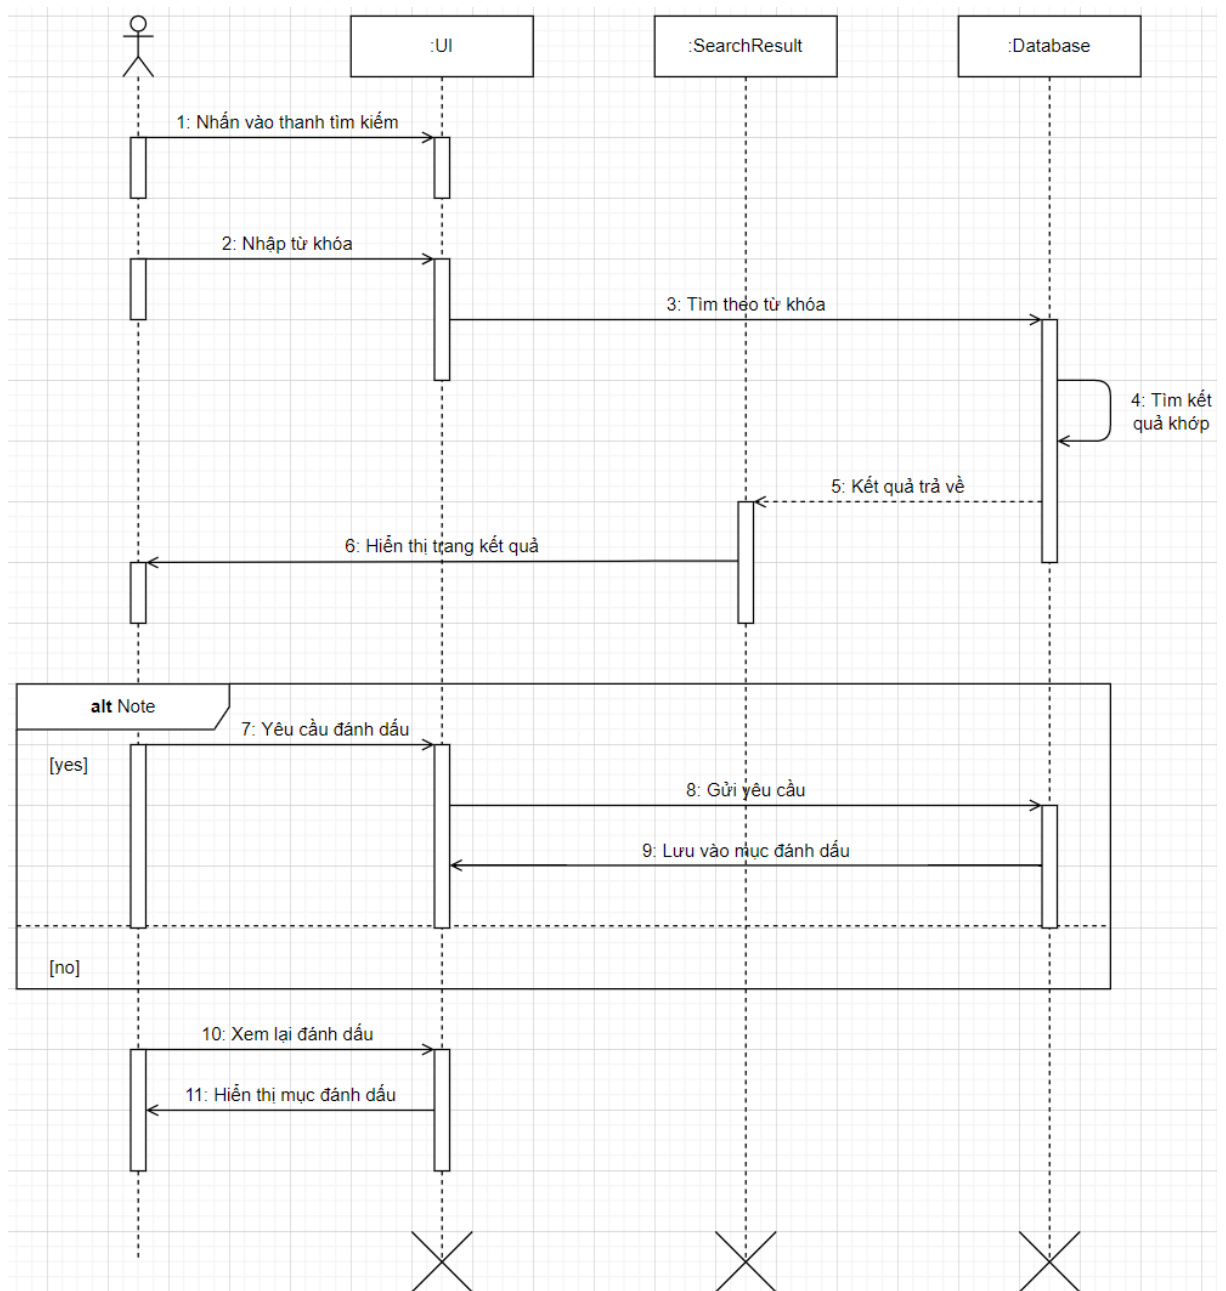 :UI
:SearchResult
:Database
1: Nhấn vào thanh tìm kiếm
2: Nhập từ khóa
3: Tìm theo từ khóa
4: Tìm kết
quả khớp
5: Kết quả trả về
6: Hiển thị trang kết quả
alt Note
7: Yêu cầu đánh dấu
[yes]
8: Gửi yêu cầu
9: Lưu vào mục đánh dấu
[no]
10: Xem lại đánh dấu
11: Hiển thị mục đánh dấu